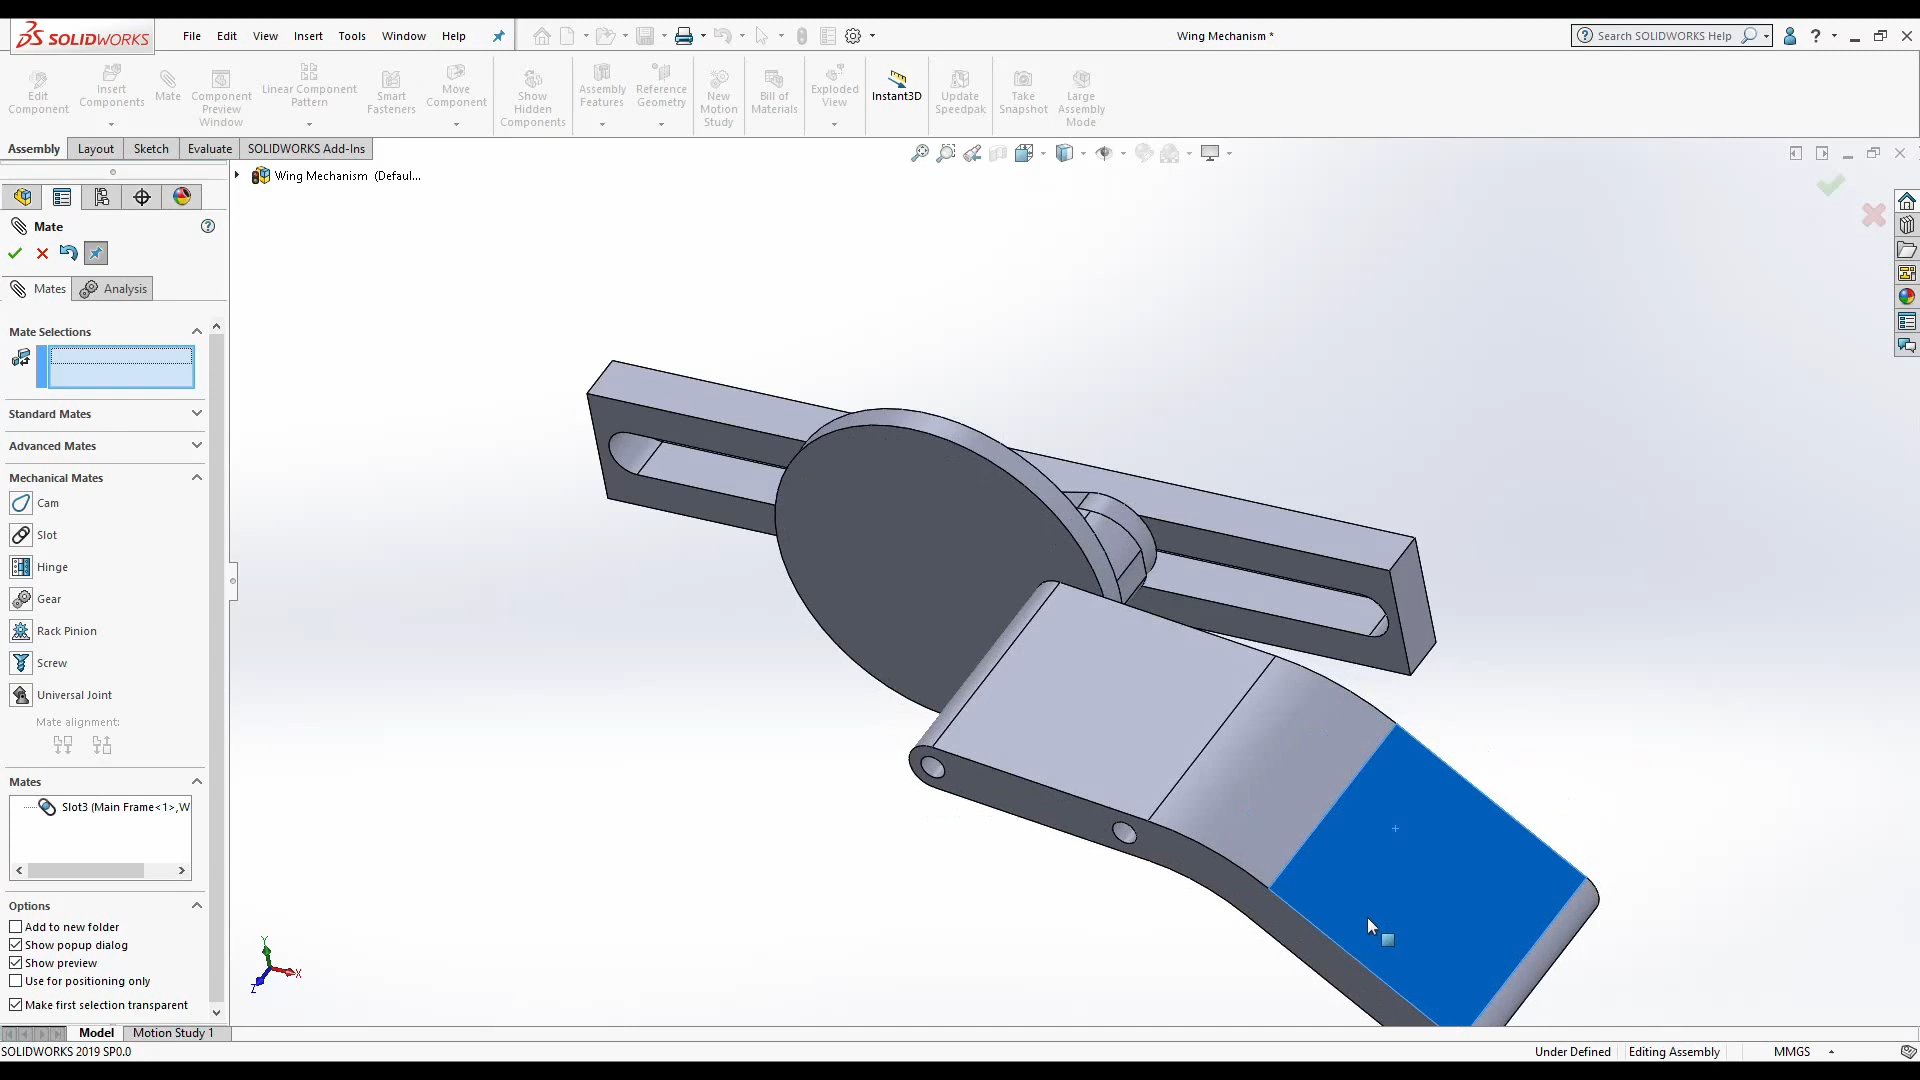 SOLIDWORKS
File Edit View Insert Tools Window Help
Wing Mechanism *
Search SOLIDWORKS Help
Edit Component
Insert Components
Mate
Component Preview Window
Linear Component Pattern
Smart Fasteners
Move Component
Show Hidden Components
Assembly Features
Reference Geometry
New Motion Study
Bill of Materials
Exploded View
Instant3D
Update Speedpak
Take Snapshot
Large Assembly Mode
Assembly Layout Sketch Evaluate SOLIDWORKS Add-Ins
Wing Mechanism (Defaul...
Mate
Mates Analysis
Mate Selections
Standard Mates
Advanced Mates
Mechanical Mates
Cam
Slot
Hinge
Gear
Rack Pinion
Screw
Universal Joint
Mate alignment:
Mates
Slot3 (Main Frame<1>,W
Options
Add to new folder
Show popup dialog
Show preview
Use for positioning only
Make first selection transparent
Y
X
Z
Model Motion Study 1
SOLIDWORKS 2019 SP0.0
Under Defined Editing Assembly MMGS